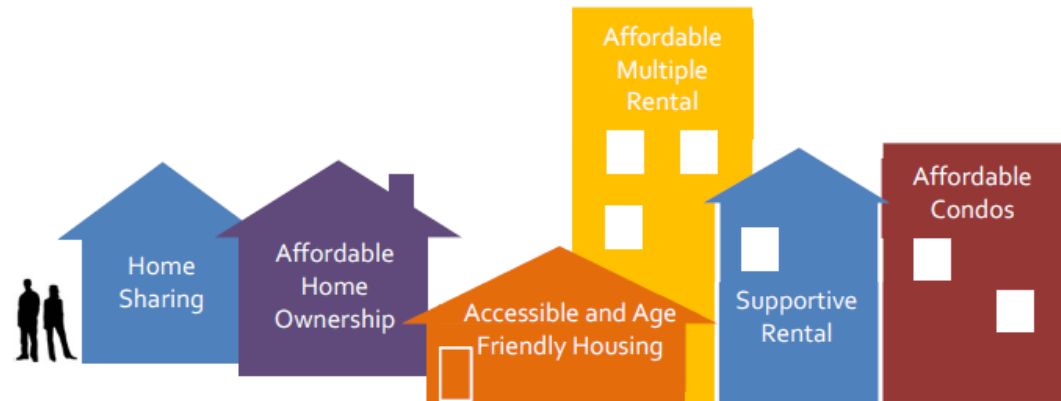 Home
Sharing
Affordable
Home
Ownership
Accessible and Age
Friendly Housing
Affordable
Multiple
Rental
Supportive
Rental
Affordable
Condos